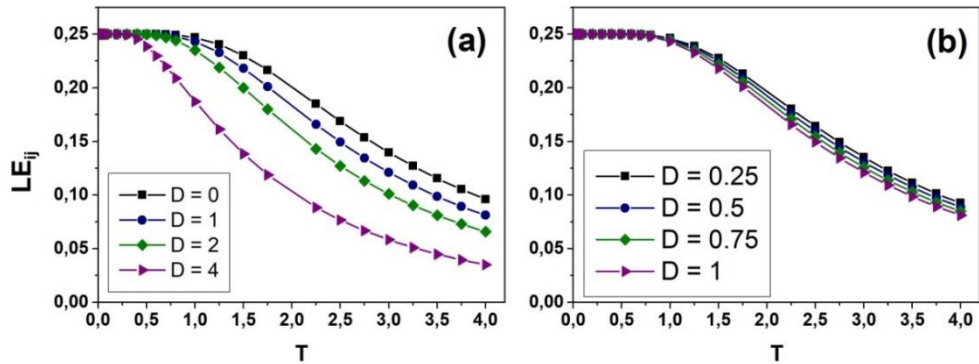 (a)
LE_ij
0,25
0,20
0,15
0,10
0,05
0,00
D = 0
D = 1
D = 2
D = 4
0,0 0,5 1,0 1,5 2,0 2,5 3,0 3,5 4,0
T
(b)
0,25
0,20
0,15
0,10
0,05
0,00
D = 0.25
D = 0.5
D = 0.75
D = 1
0,0 0,5 1,0 1,5 2,0 2,5 3,0 3,5 4,0
T